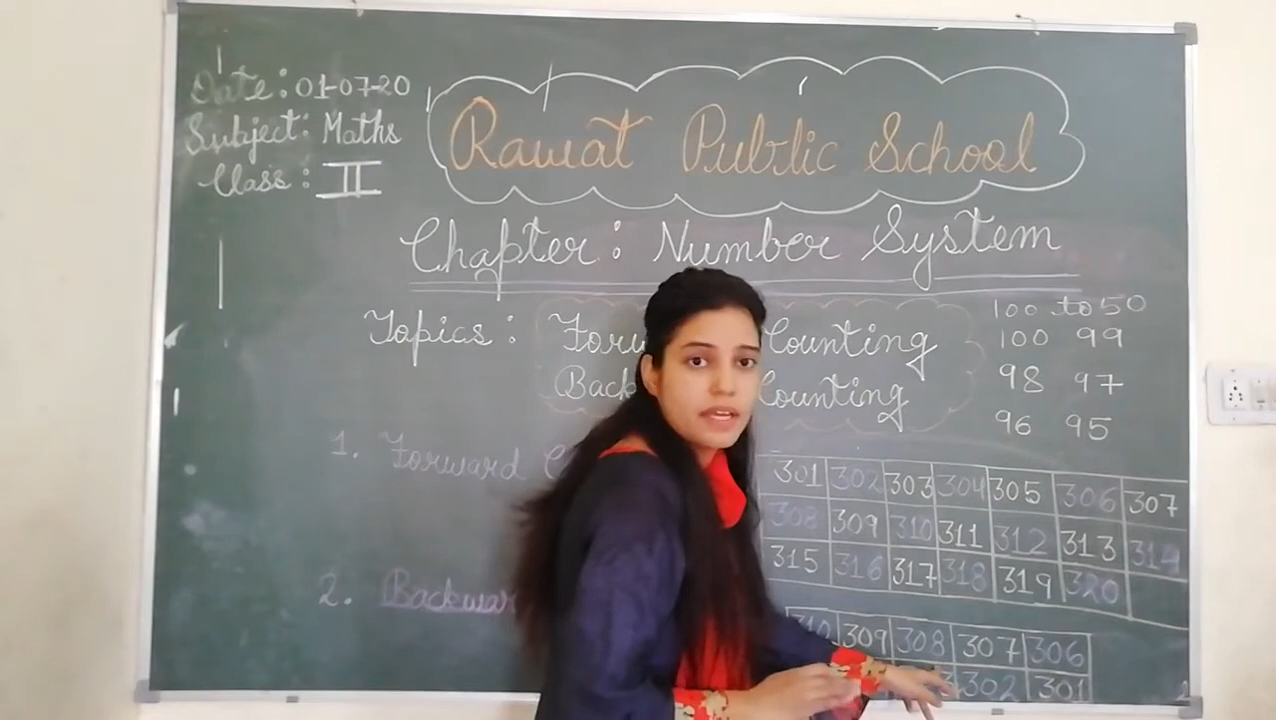 Date: 01-07-20
Subject: Maths
Class: II
Rawat Public School
Chapter: Number System
Topics: Counting
Counting
100 to 50
100 99
98 97
96 95
1. Forward
301 302 303 304 305 306 307
308 309 310 311 312 313 314
315 316 317 318 319 320
2.
310 309 308 307 306
302 301